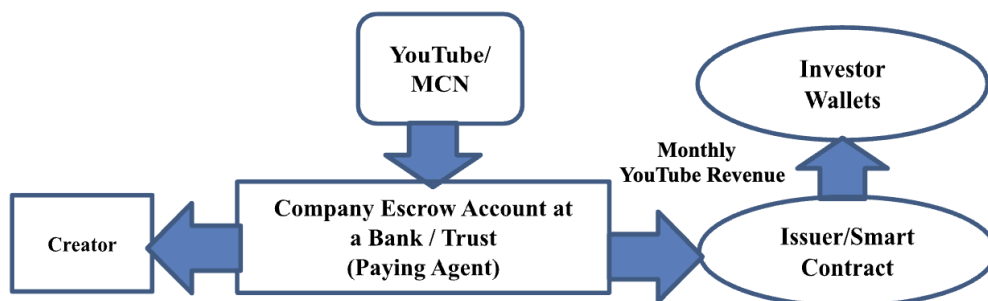 YouTube/
MCN
Investor
Wallets
Monthly
YouTube Revenue
Creator
Company Escrow Account at
a Bank / Trust
(Paying Agent)
Issuer/Smart
Contract